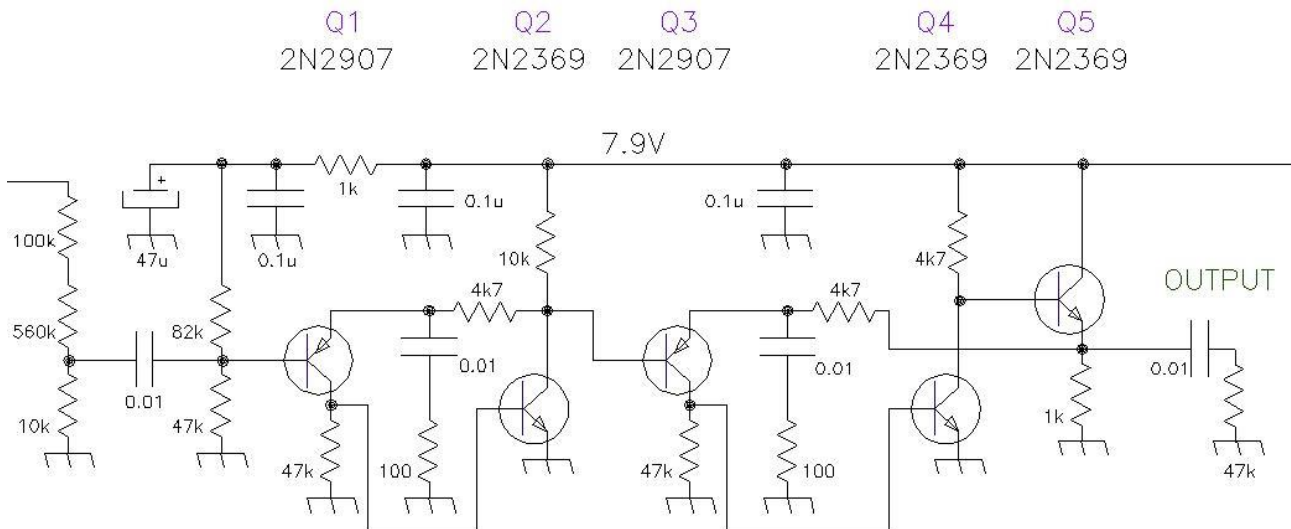 Q1 Q2 Q3 Q4 Q5
2N2907 2N2369 2N2907 2N2369 2N2369
7.9V
1k
0.1u
0.1u
100k
47u
0.1u
10k
4k7
4k7
4k7
OUTPUT
560k
82k
0.01
0.01
0.01
0.01
10k
47k
1k
47k
100
47k
100
47k
+